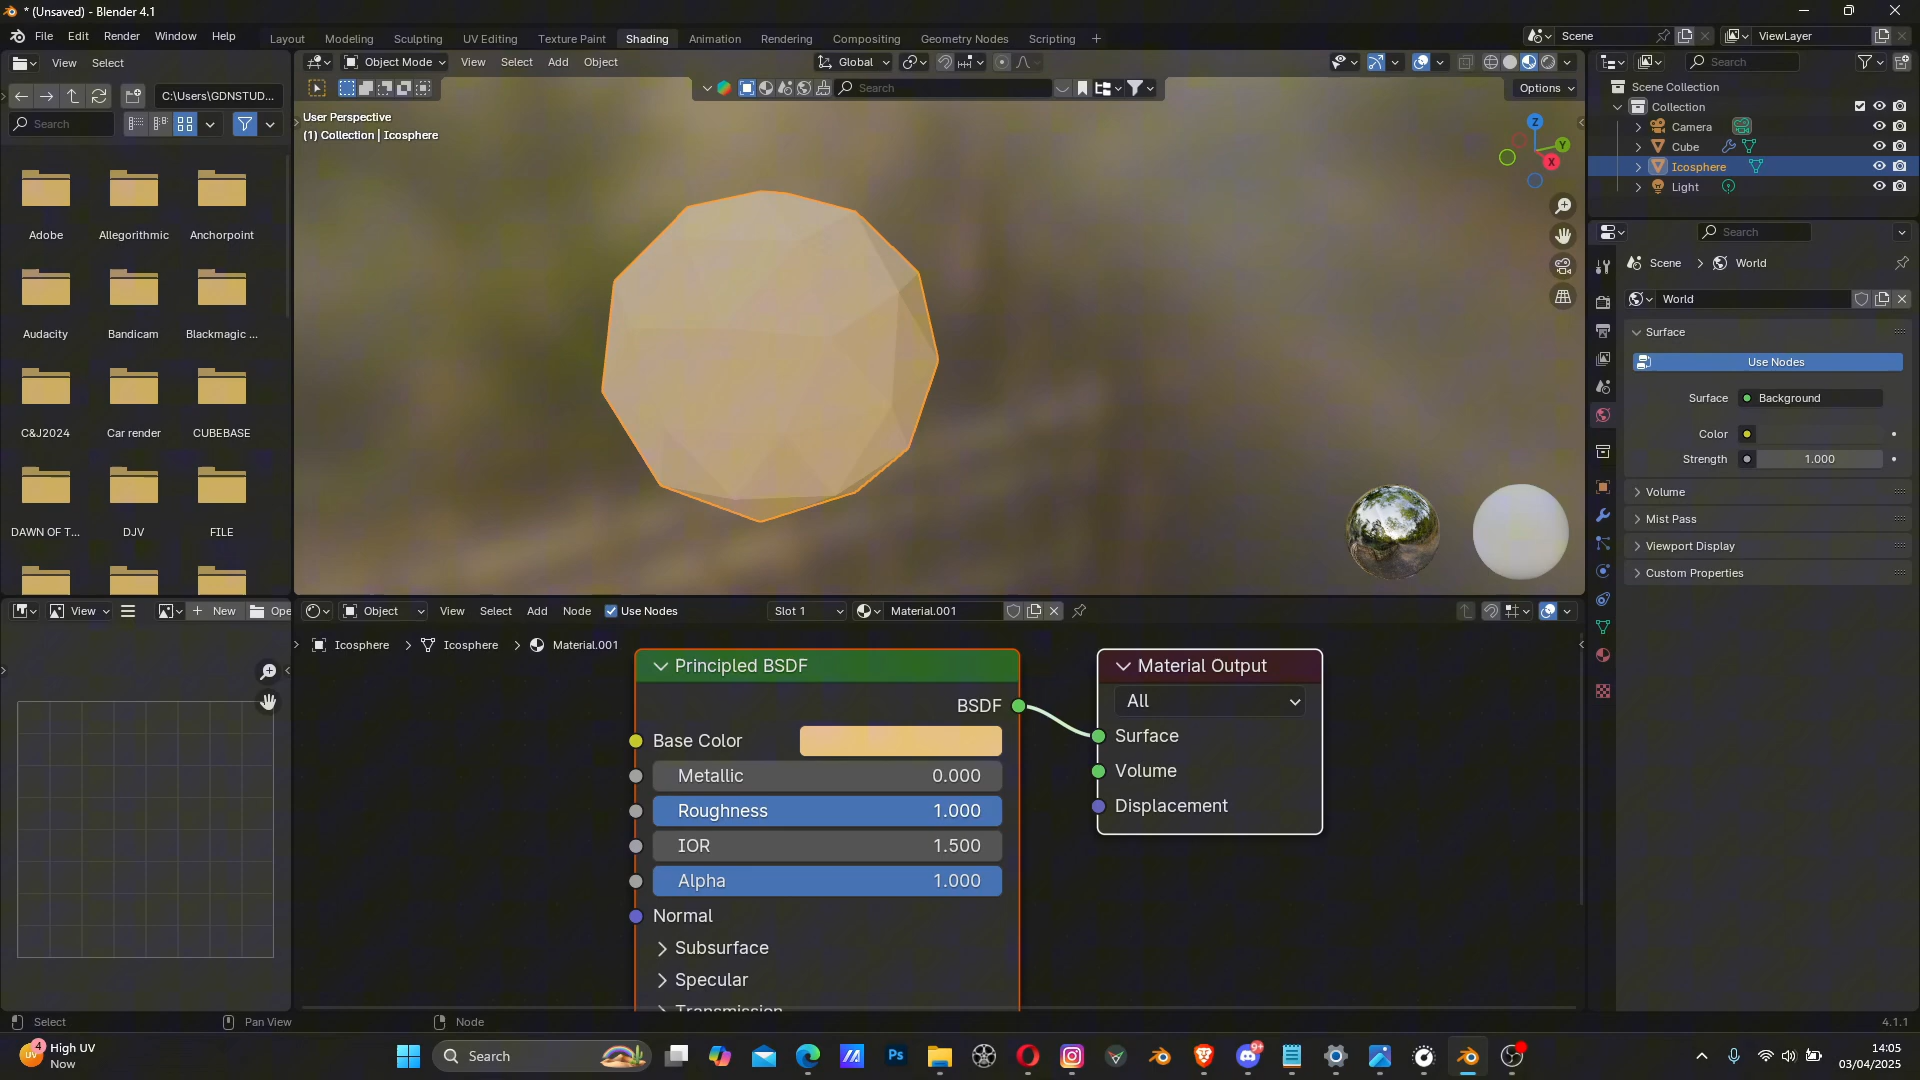 * (Unsaved) - Blender 4.1
File Edit Render Window Help
Layout Modeling Sculpting UV Editing Texture Paint Shading Animation Rendering Compositing Geometry Nodes Scripting +
Scene
ViewLayer
View Select
Object Mode View Select Add Object
Global
Search
C:\Users\GDNSTUD...
Search
Search
Options
User Perspective
(1) Collection | Icosphere
Z
Y
X
Scene Collection
Collection
Camera
Cube
Icosphere
Light
Search
Scene > World
World
Surface
Use Nodes
Surface Background
Color
Strength 1.000
Volume
Mist Pass
Viewport Display
Custom Properties
Adobe Allegorithmic Anchorpoint
Audacity Bandicam Blackmagic ...
C&J2024 Car render CUBEBASE
DAWN OF T... DJV FILE
View New Ope
Object View Select Add Node Use Nodes Slot 1 Material.001
Icosphere > Icosphere > Material.001
Principled BSDF
BSDF
Base Color
Metallic 0.000
Roughness 1.000
IOR 1.500
Alpha 1.000
Normal
Subsurface
Specular
Transmission
Material Output
All
Surface
Volume
Displacement
Select Pan View Node
4.1.1
4
UV
High UV
Now
Search
Ps
9+
14:05
03/04/2025